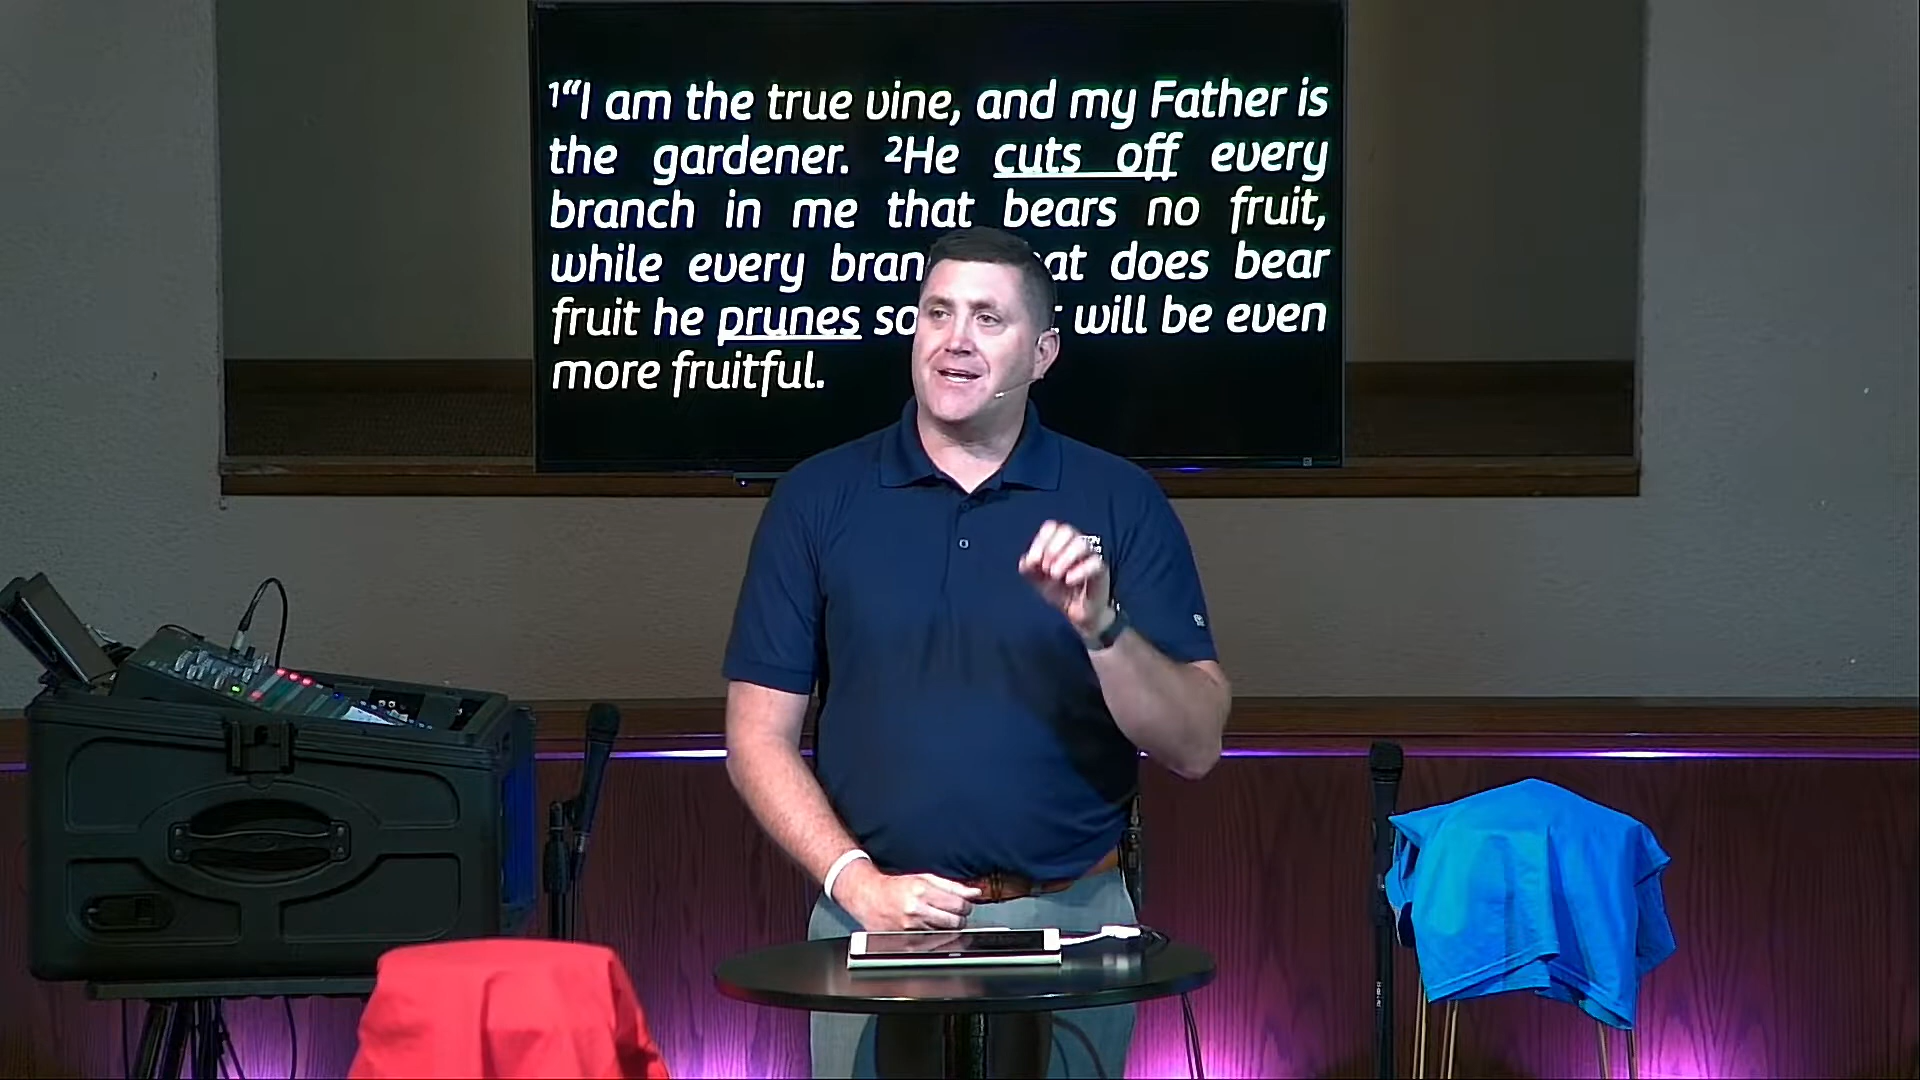 ¹“I am the true vine, and my Father is
the gardener. ²He cuts off every
branch in me that bears no fruit,
while every bran at does bear
fruit he prunes so will be even
more fruitful.